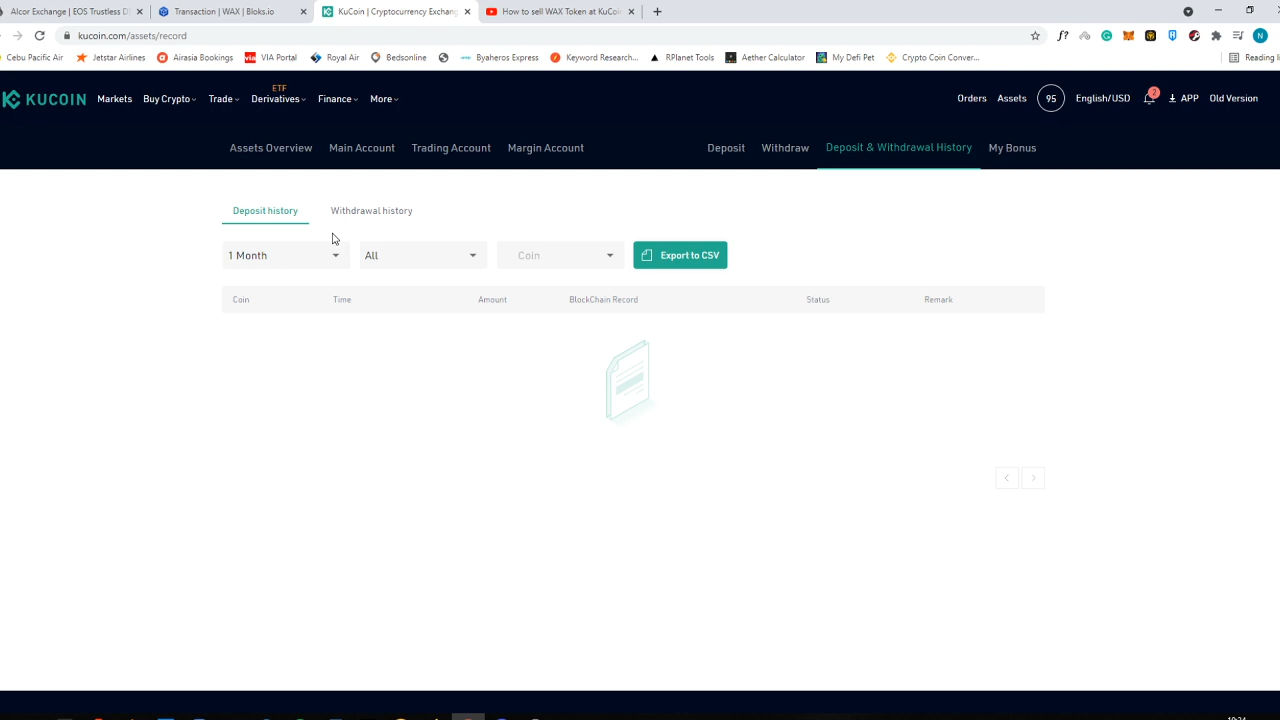 Alcor Exchange | EOS Trustless D
Transaction | WAX | Bloks.io
KuCoin | Cryptocurrency Exchang
How to sell WAX Token at KuCoin
kucoin.com/assets/record
f?
N
Cebu Pacific Air
Jetstar Airlines
Airasia Bookings
via VIA Portal
Royal Air
Bedsonline
Byaheros Express
Keyword Research...
RPlanet Tools
Aether Calculator
My Defi Pet
Crypto Coin Conver...
Reading li
KUCOIN
Markets
Buy Crypto
Trade
ETF
Derivatives
Finance
More
Orders
Assets
95
English/USD
2
APP
Old Version
Assets Overview
Main Account
Trading Account
Margin Account
Deposit
Withdraw
Deposit & Withdrawal History
My Bonus
Deposit history
Withdrawal history
1 Month
All
Coin
Export to CSV
Coin
Time
Amount
BlockChain Record
Status
Remark